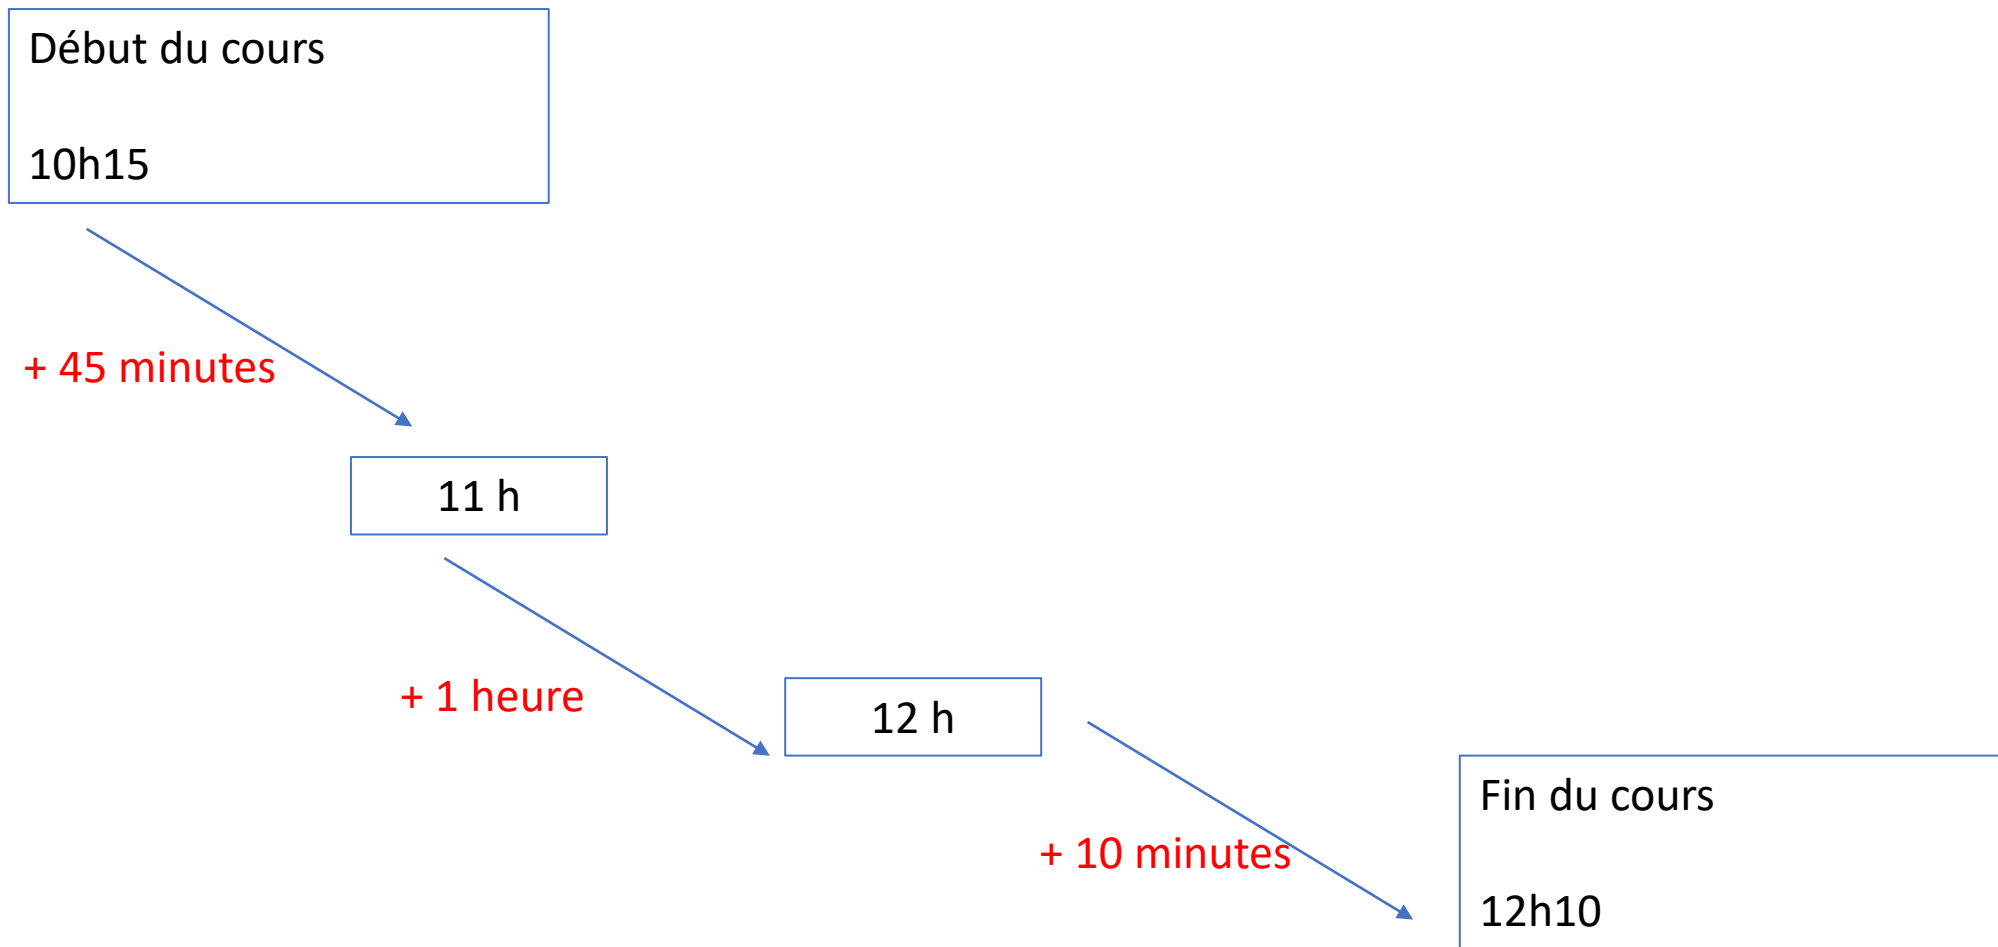 Début du cours
10h15
+ 45 minutes
11 h
+ 1 heure
12 h
+ 10 minutes
Fin du cours
12h10